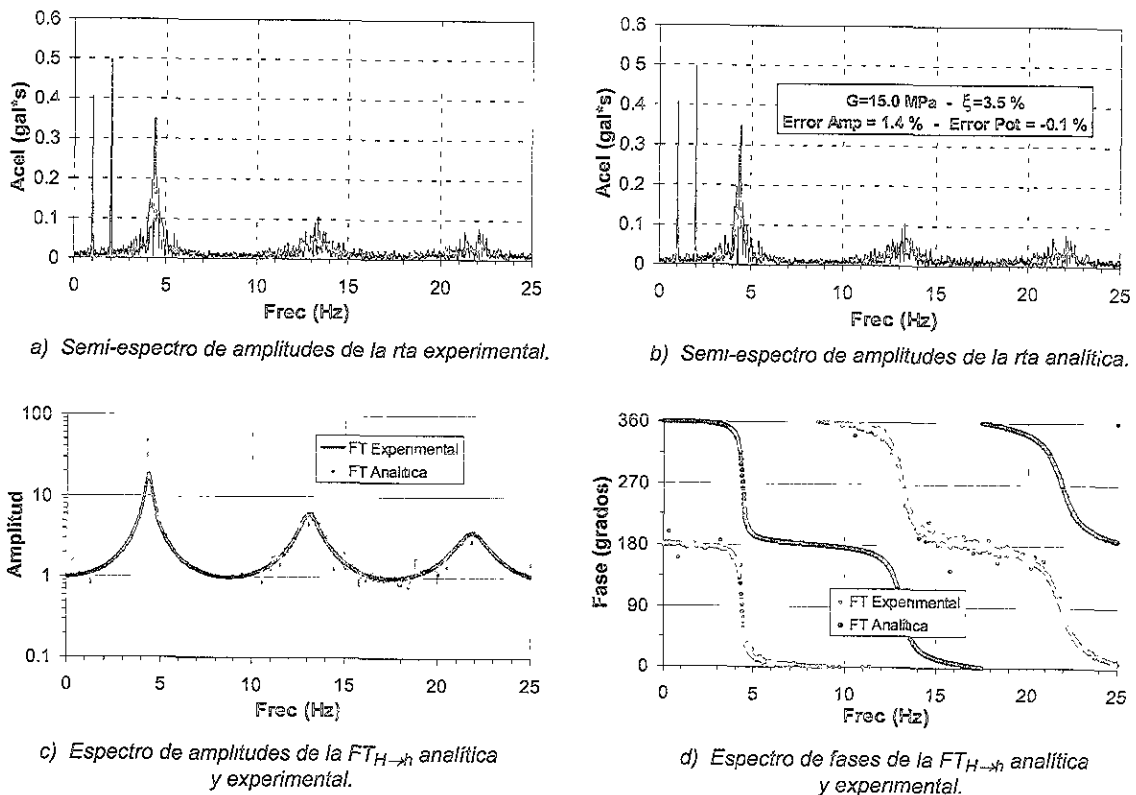 0.6
0.5
0.4
0.3
0.2
0.1
0
Acel (gal*s)
0 5 10 15 20 25
Frec (Hz)
a) Semi-espectro de amplitudes de la rta experimental.
0.6
0.5
0.4
0.3
0.2
0.1
0
Acel (gal*s)
G=15.0 MPa - ξ=3.5 %
Error Amp = 1.4 % - Error Pot = -0.1 %
0 5 10 15 20 25
Frec (Hz)
b) Semi-espectro de amplitudes de la rta analítica.
100
10
1
0.1
Amplitud
FT Experimental
FT Analítica
0 5 10 15 20 25
Frec (Hz)
c) Espectro de amplitudes de la FT_{H→h} analítica
y experimental.
360
270
180
90
0
Fase (grados)
FT Experimental
FT Analítica
0 5 10 15 20 25
Frec (Hz)
d) Espectro de fases de la FT_{H→h} analítica
y experimental.